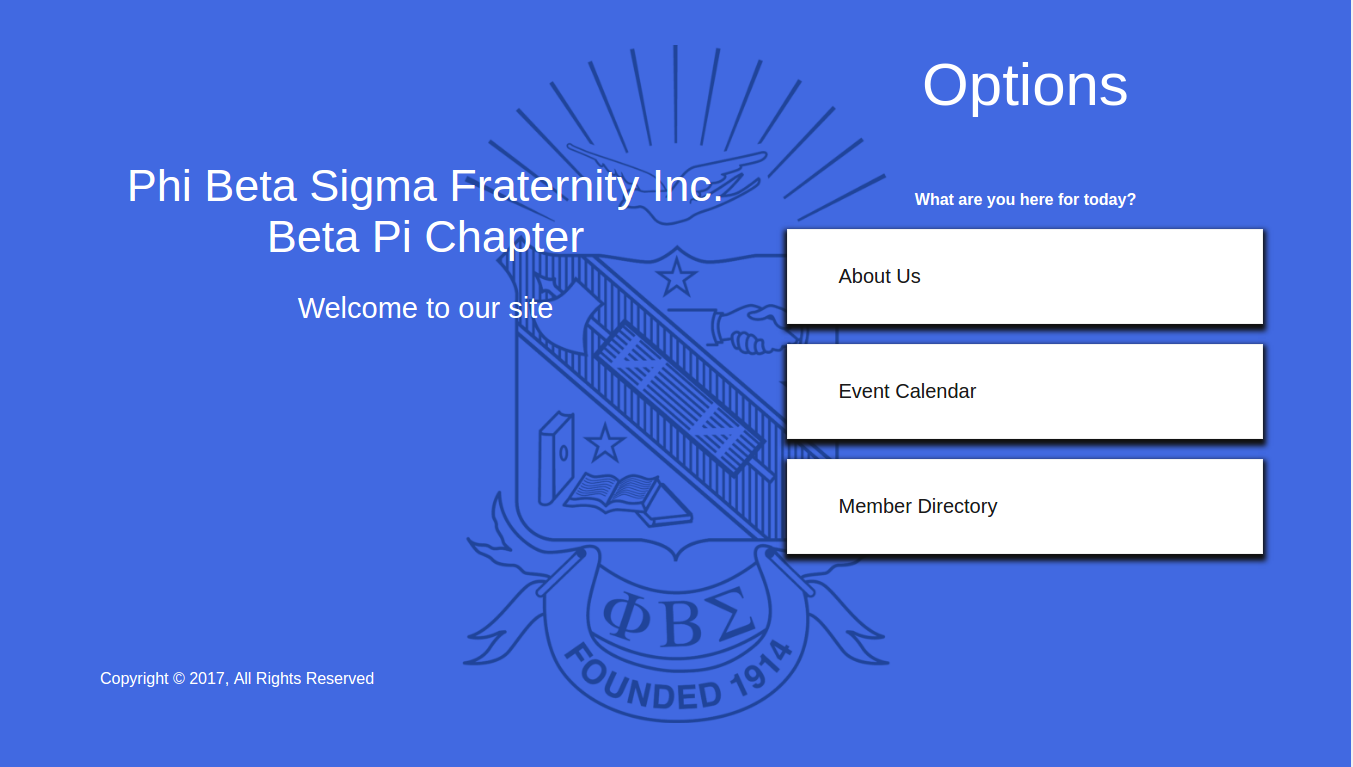 Phi Beta Sigma Fraternity Inc.
Beta Pi Chapter
Welcome to our site
Options
What are you here for today?
About Us
Event Calendar
Member Directory
ΦΒΣ
FOUNDED 1914
Copyright © 2017, All Rights Reserved